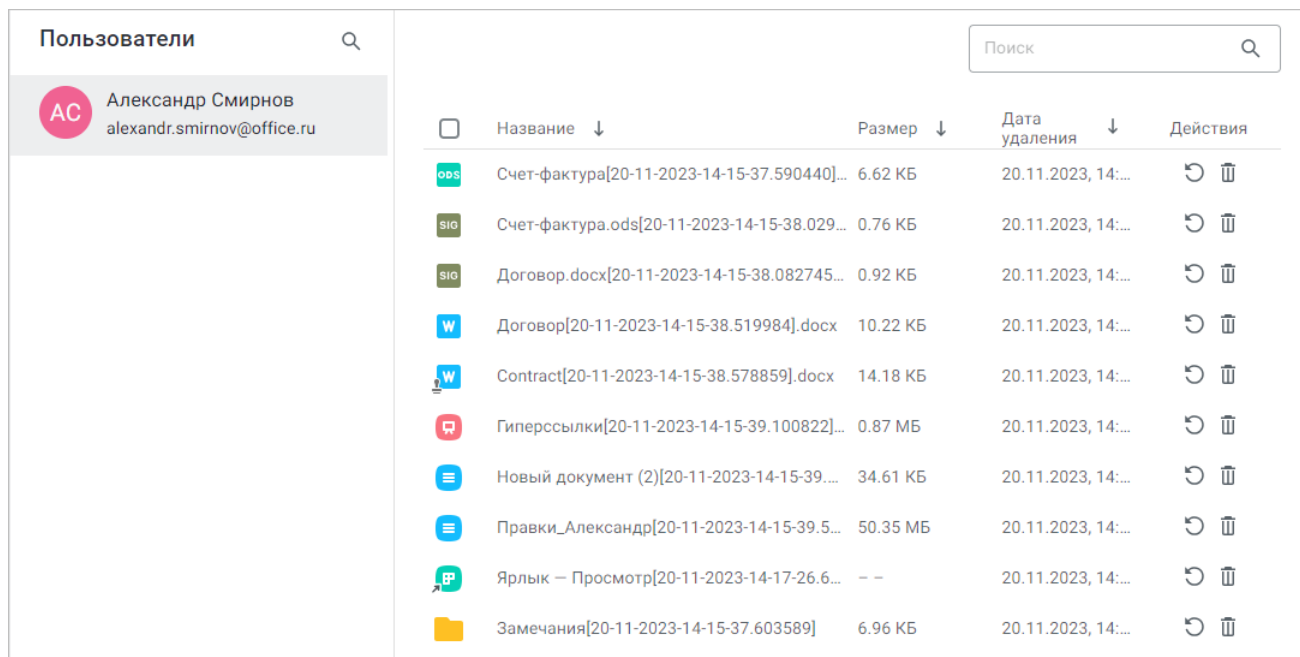 Пользователи
АС
Александр Смирнов
alexandr.smirnov@office.ru
Поиск
Название Размер Дата удаления Действия
ODS Счет-фактура[20-11-2023-14-15-37.590440]... 6.62 КБ 20.11.2023, 14:...
SIG Счет-фактура.ods[20-11-2023-14-15-38.029... 0.76 КБ 20.11.2023, 14:...
SIG Договор.docx[20-11-2023-14-15-38.082745... 0.92 КБ 20.11.2023, 14:...
W Договор[20-11-2023-14-15-38.519984].docx 10.22 КБ 20.11.2023, 14:...
W Contract[20-11-2023-14-15-38.578859].docx 14.18 КБ 20.11.2023, 14:...
Гиперссылки[20-11-2023-14-15-39.100822]... 0.87 МБ 20.11.2023, 14:...
Новый документ (2)[20-11-2023-14-15-39.... 34.61 КБ 20.11.2023, 14:...
Правки_Александр[20-11-2023-14-15-39.5... 50.35 МБ 20.11.2023, 14:...
Ярлык — Просмотр[20-11-2023-14-17-26.6... – – 20.11.2023, 14:...
Замечания[20-11-2023-14-15-37.603589] 6.96 КБ 20.11.2023, 14:...